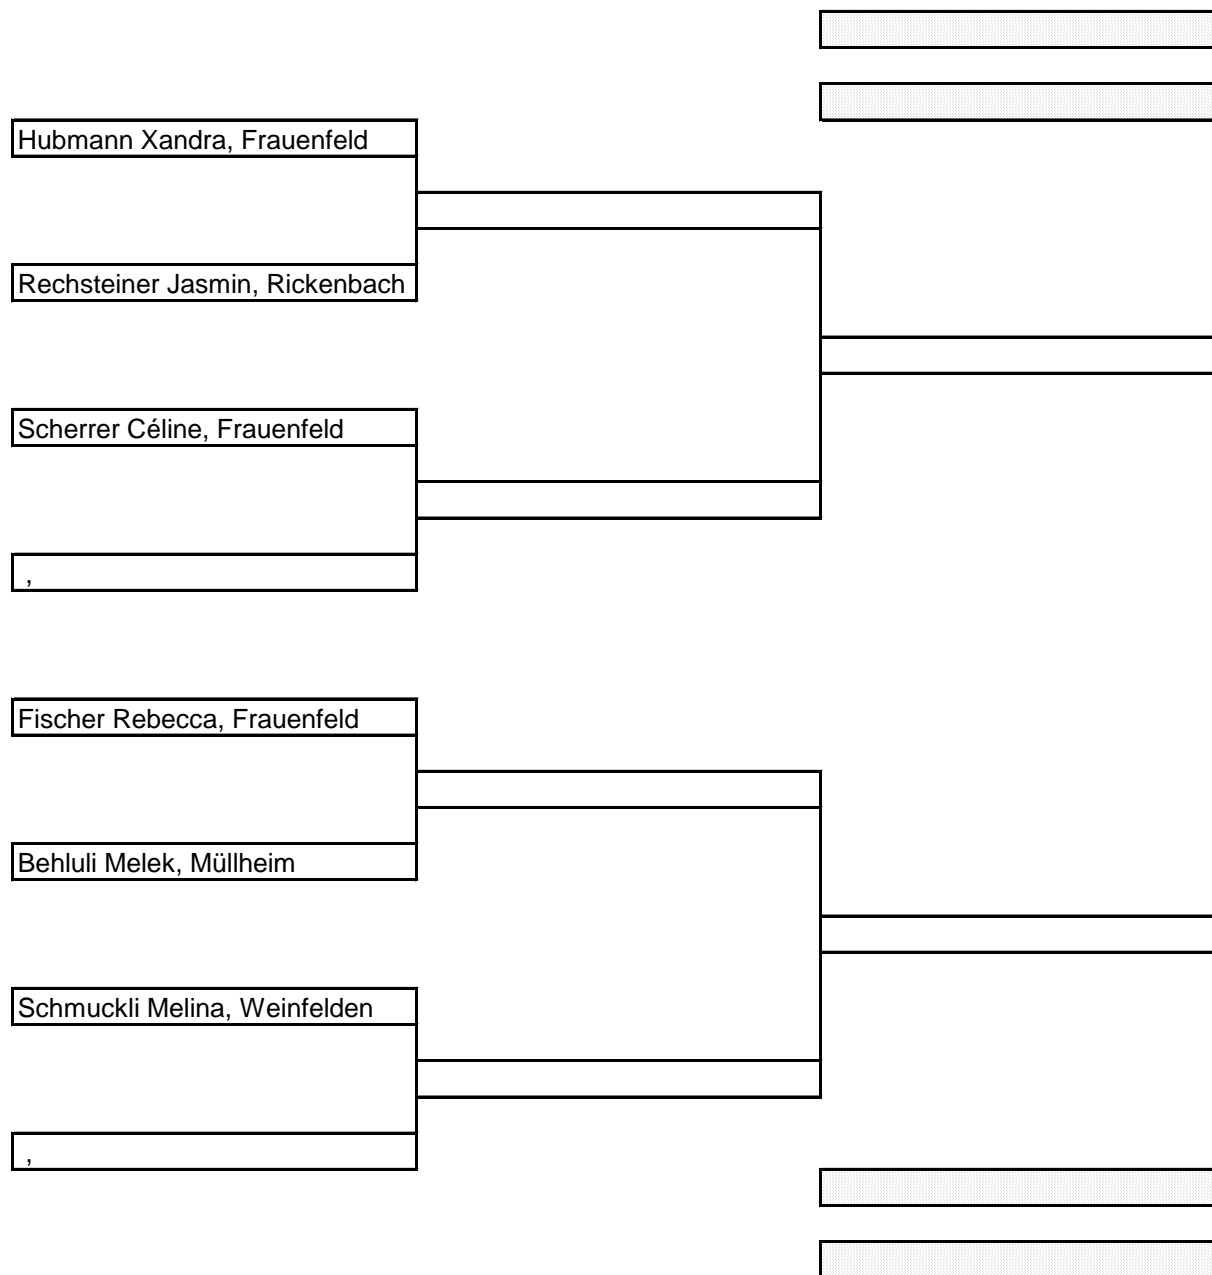 Hubmann Xandra, Frauenfeld
Rechsteiner Jasmin, Rickenbach
Scherrer Céline, Frauenfeld
,
Fischer Rebecca, Frauenfeld
Behluli Melek, Müllheim
Schmuckli Melina, Weinfelden
,